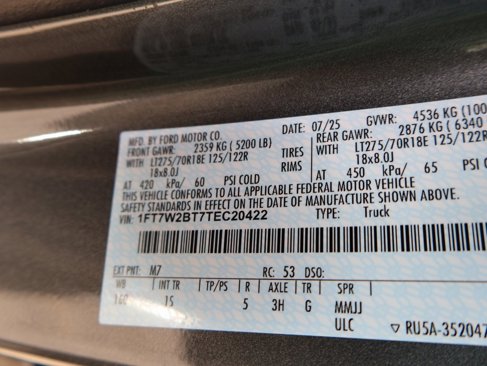 MFD. BY FORD MOTOR CO.
DATE: 07/25 GVWR: 4536 KG (100
FRONT GAWR: 2359 KG ( 5200 LB) REAR GAWR: 2876 KG ( 6340
WITH LT275/70R18E 125/122R TIRES WITH LT275/70R18E 125/122R
18x8.0J RIMS 18x8.0J
AT 420 kPa/ 60 PSI COLD AT 450 kPa/ 65 PSI COLD
THIS VEHICLE CONFORMS TO ALL APPLICABLE FEDERAL MOTOR VEHICLE
SAFETY STANDARDS IN EFFECT ON THE DATE OF MANUFACTURE SHOWN ABOVE.
VIN: 1FT7W2BT7TEC20422 TYPE: Truck
EXT PNT: M7 RC: 53 DSO:
WB INT TR TP/PS R AXLE TR SPR
160 15 5 3H G MMJJ
ULC ▽ RU5A-352047